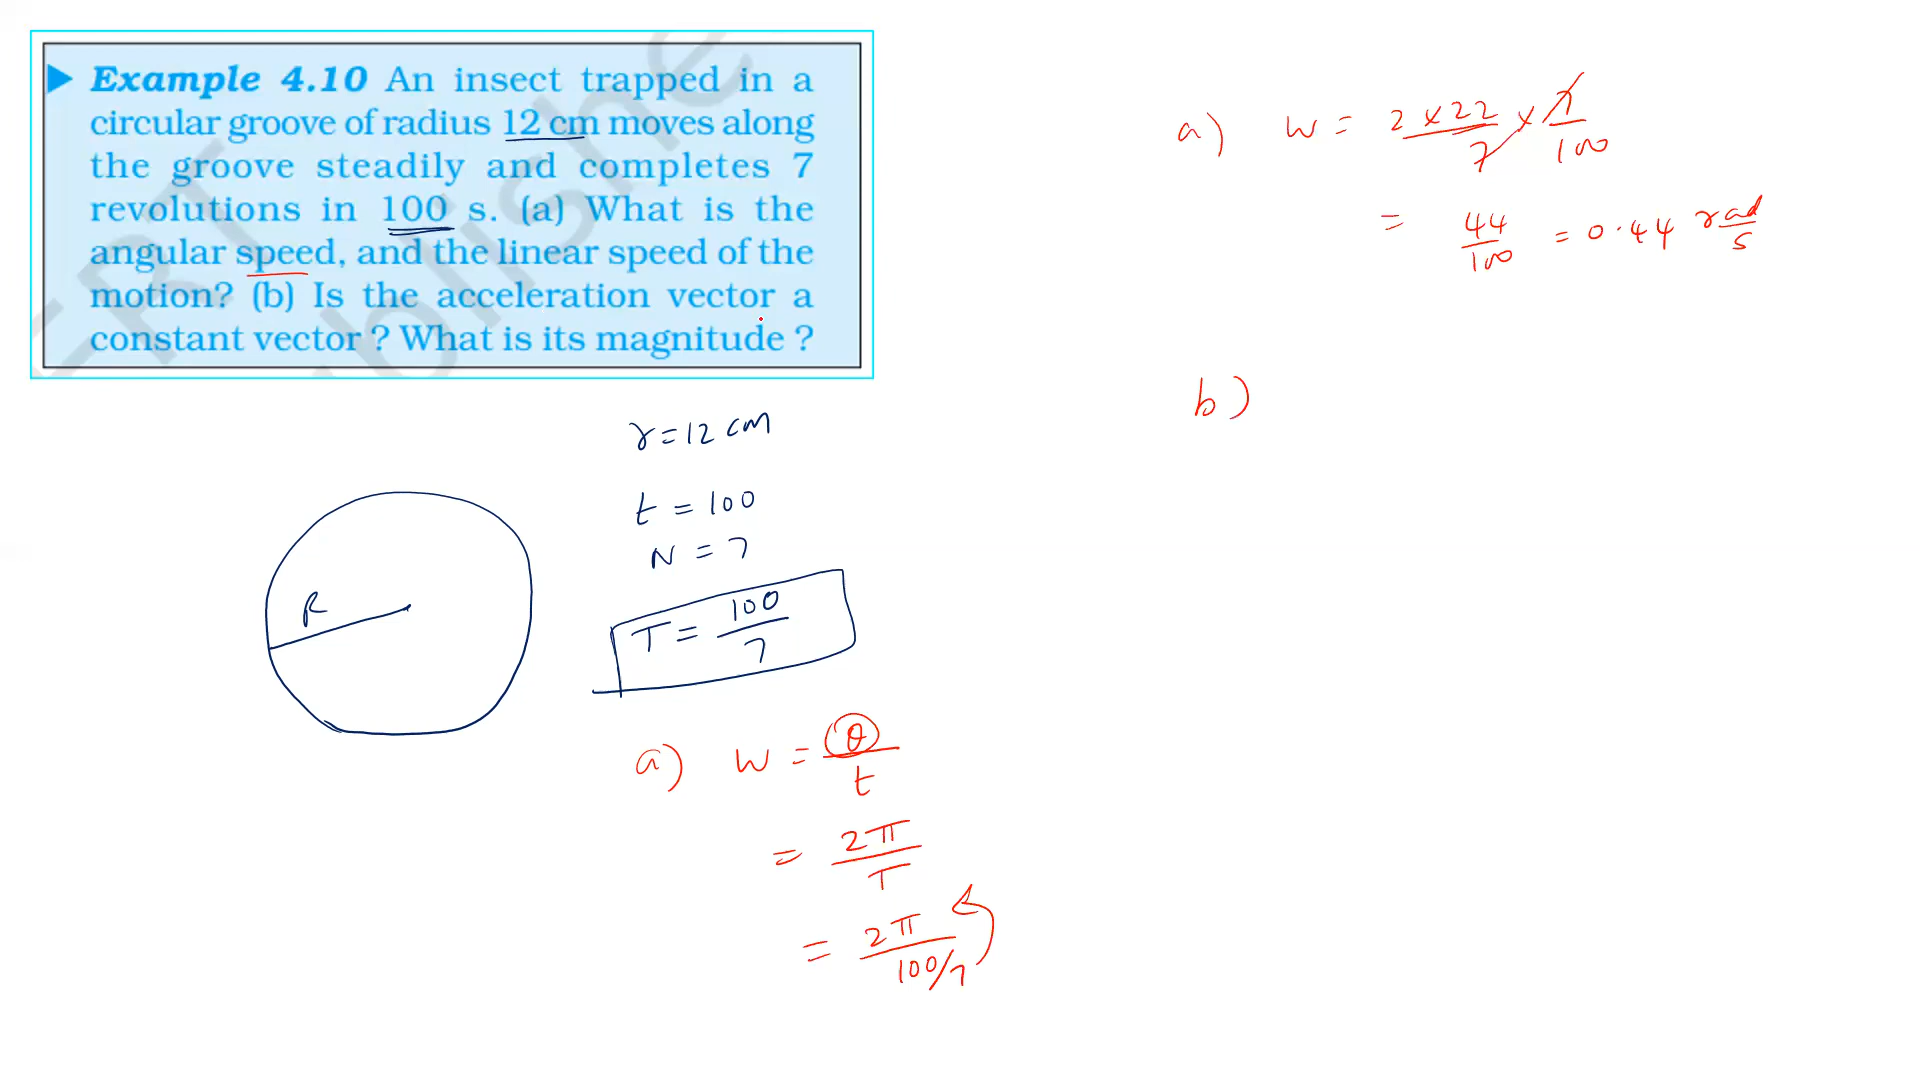 Example 4.10 An insect trapped in a
circular groove of radius 12 cm moves along
the groove steadily and completes 7
revolutions in 100 s. (a) What is the
angular speed, and the linear speed of the
motion? (b) Is the acceleration vector a
constant vector ? What is its magnitude ?
r = 12 cm
t = 100
N = 7
R
T = 100/7
a) W = θ/t
= 2π/T
= 2π/100/7
a) W = 2 × 22/7 × 7/100
= 44/100 = 0.44 rad/s
b)